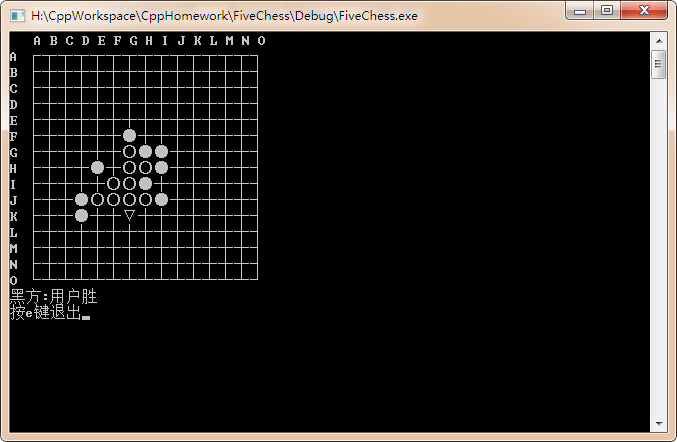 H:\CppWorkspace\CppHomework\FiveChess\Debug\FiveChess.exe
A B C D E F G H I J K L M N O
A
B
C
D
E
F
G
H
I
J
K
L
M
N
O
黑方:用户胜
按e键退出